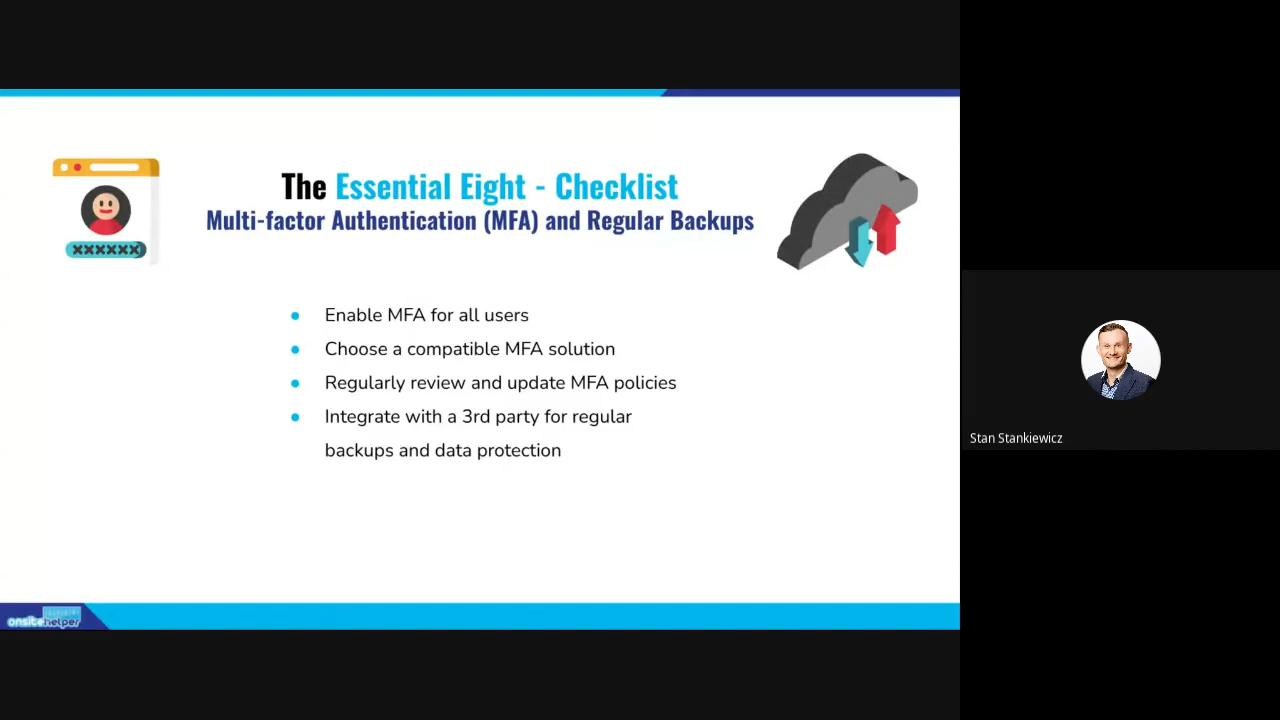 The Essential Eight - Checklist
Multi-factor Authentication (MFA) and Regular Backups
xxxxxx
Enable MFA for all users
Choose a compatible MFA solution
Regularly review and update MFA policies
Integrate with a 3rd party for regular
backups and data protection
Stan Stankiewicz
onsite helper